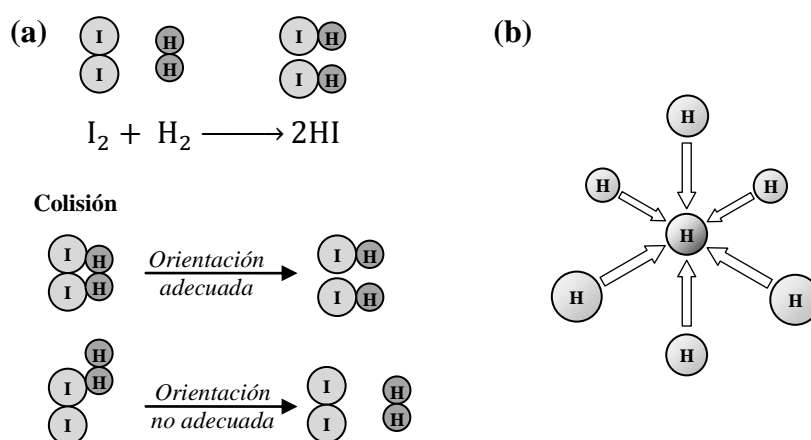 (a)
I H I H
I H I H
I₂ + H₂ ⟶ 2HI
Colisión
I H Orientación I H
I H adecuada I H
H
I H Orientación I H
I no adecuada I H
(b)
H
H H
H
H H
H